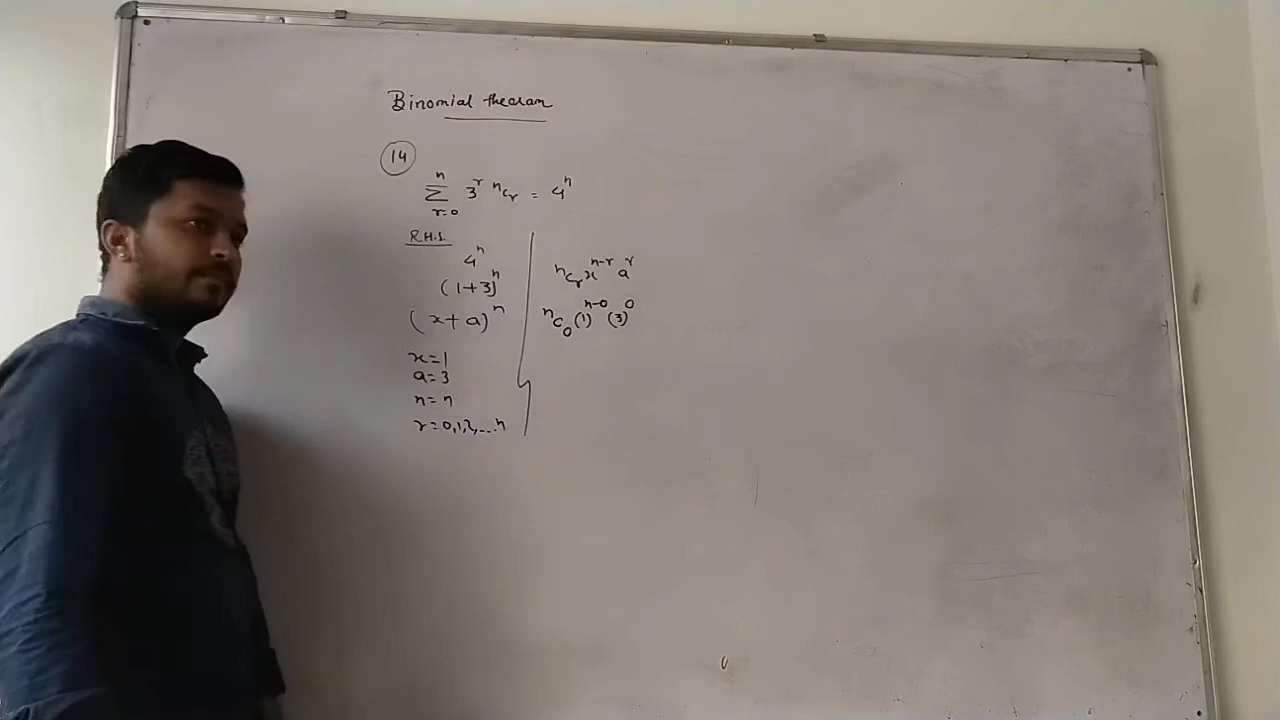 Binomial theoram
14
n
Σ 3^r ⁿC_r = 4^n
r=0
R.H.S.
4^n
(1+3)^n
(x+a)^n
x=1
a=3
n=n
r=0,1,2,...n
ⁿC_r x^{n-r} a^r
ⁿC_0 (1)^{n-0} (3)^0